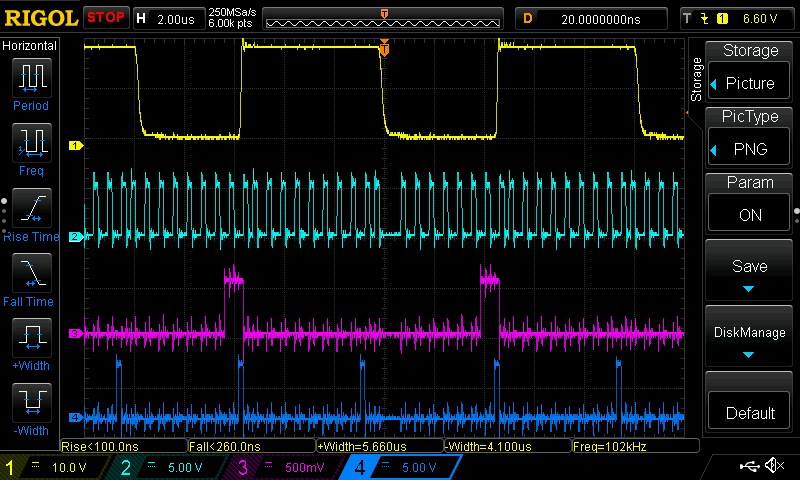 RIGOL STOP H 2.00us 250MSa/s 6.00k pts T D 20.0000000ns T 1 6.60 V
Horizontal
Period
Freq
Rise Time
Fall Time
+Width
-Width
T
1
2
3
4
Storage
Storage
Picture
PicType
PNG
Param
ON
Save
DiskManage
Default
Rise<100.0ns Fall<260.0ns +Width=5.660us -Width=4.100us Freq=102kHz
1 10.0 V 2 5.00 V 3 500mV 4 5.00 V